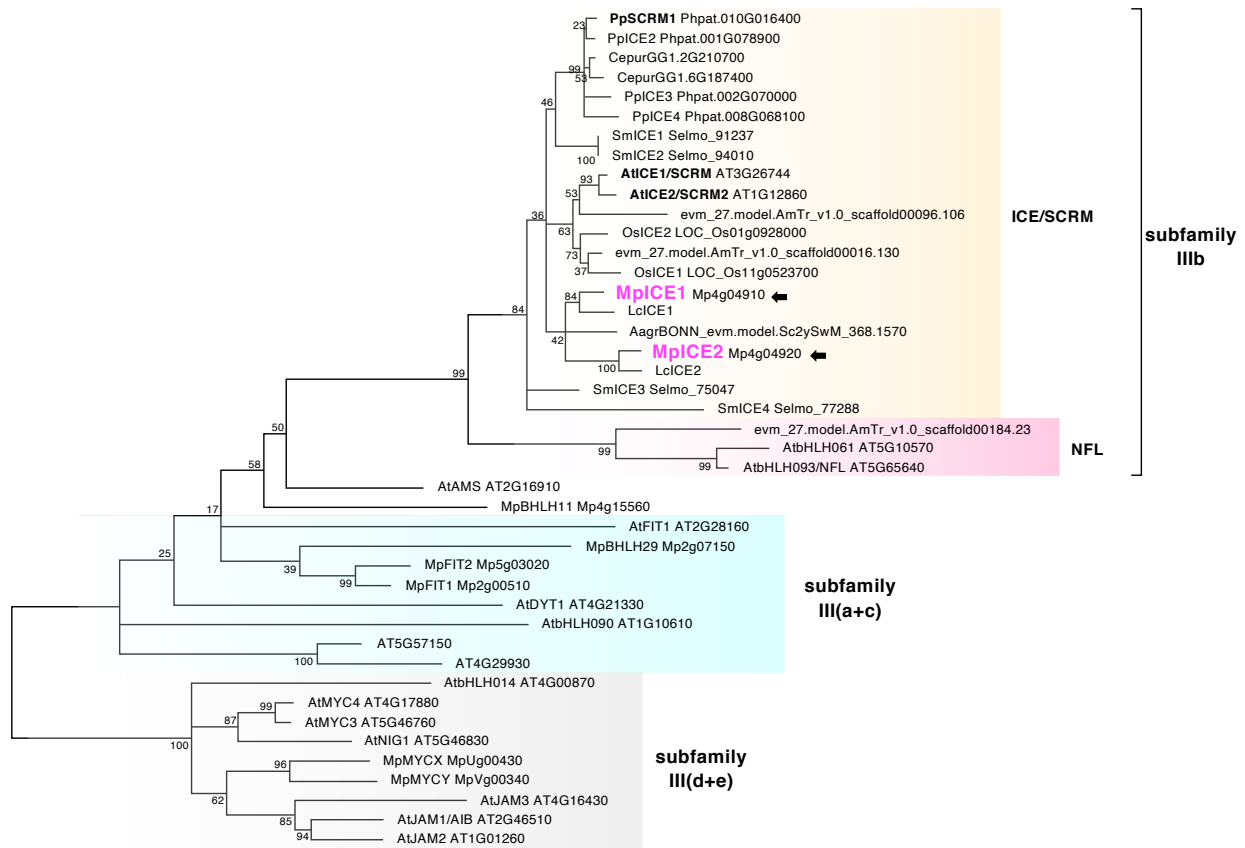 PpSCRM1 Phpat.010G016400
23
PpICE2 Phpat.001G078900
CepurGG1.2G210700
99
53
CepurGG1.6G187400
PpICE3 Phpat.002G070000
46
PpICE4 Phpat.008G068100
SmICE1 Selmo_91237
SmICE2 Selmo_94010
100
AtICE1/SCRM AT3G26744
93
AtICE2/SCRM2 AT1G12860
53
evm_27.model.AmTr_v1.0_scaffold00096.106
36
ICE/SCRM
63
OsICE2 LOC_Os01g0928000
subfamily
IIIb
73
evm_27.model.AmTr_v1.0_scaffold00016.130
37
OsICE1 LOC_Os11g0523700
MpICE1 Mp4g04910
84
LcICE1
84
AagrBONN_evm.model.Sc2ySwM_368.1570
42
MpICE2 Mp4g04920
100
LcICE2
99
SmICE3 Selmo_75047
SmICE4 Selmo_77288
evm_27.model.AmTr_v1.0_scaffold00184.23
50
99
AtbHLH061 AT5G10570
NFL
99
AtbHLH093/NFL AT5G65640
58
AtAMS AT2G16910
MpBHLH11 Mp4g15560
17
AtFIT1 AT2G28160
25
MpBHLH29 Mp2g07150
39
MpFIT2 Mp5g03020
99
MpFIT1 Mp2g00510
subfamily
III(a+c)
AtDYT1 AT4G21330
AtbHLH090 AT1G10610
AT5G57150
100
AT4G29930
AtbHLH014 AT4G00870
99
AtMYC4 AT4G17880
87
AtMYC3 AT5G46760
100
AtNIG1 AT5G46830
96
MpMYCX MpUg00430
subfamily
III(d+e)
MpMYCY MpVg00340
62
AtJAM3 AT4G16430
85
AtJAM1/AIB AT2G46510
94
AtJAM2 AT1G01260